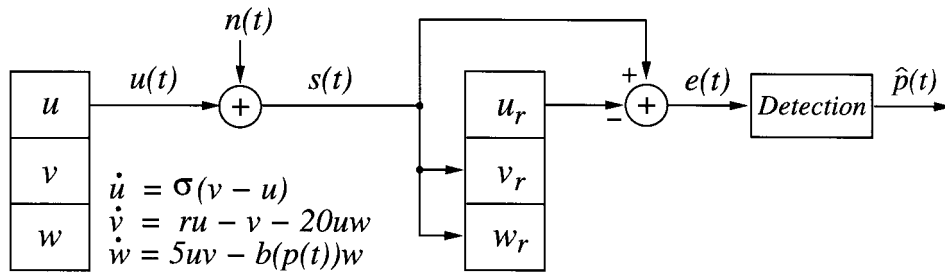 n(t)
u(t)
s(t)
+
+
−
+
e(t)
Detection
p̂(t)
u
v
w
u̇ = σ(v − u)
v̇ = ru − v − 20uw
ẇ = 5uv − b(p(t))w
u_r
v_r
w_r